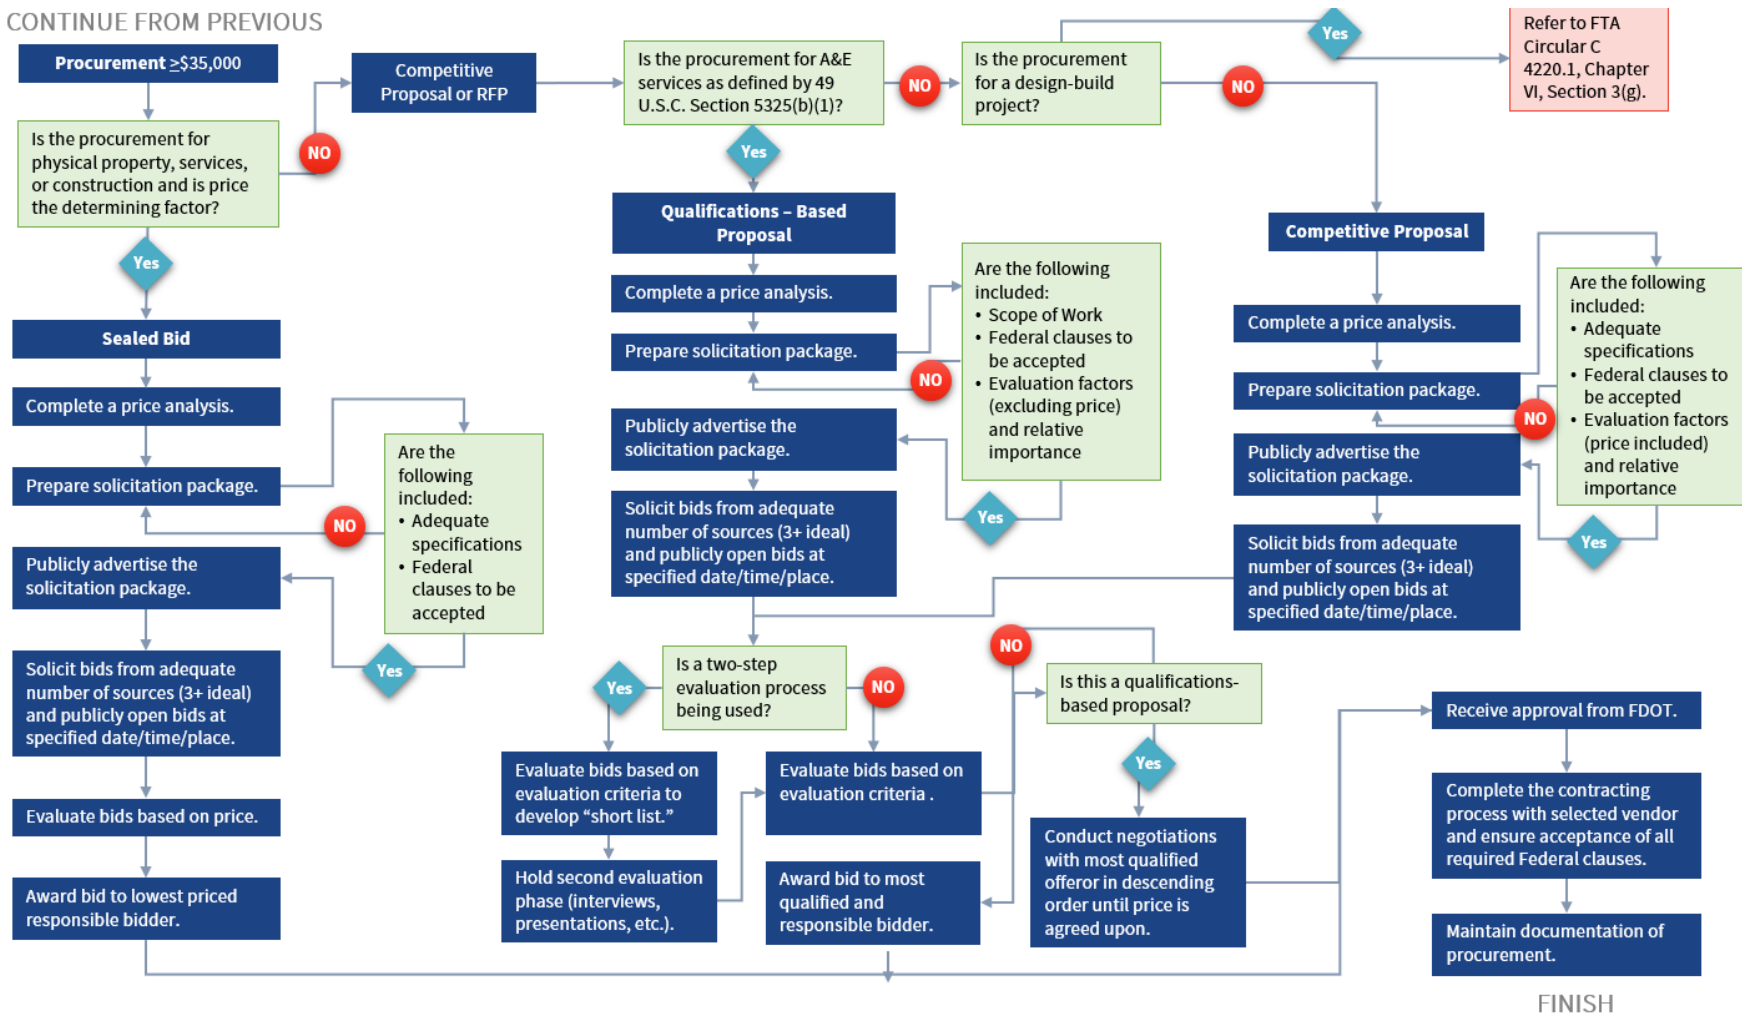 CONTINUE FROM PREVIOUS
Procurement ≥$35,000
Is the procurement for
physical property, services,
or construction and is price
the determining factor?
NO
Yes
Competitive
Proposal or RFP
Is the procurement for A&E
services as defined by 49
U.S.C. Section 5325(b)(1)?
NO
Yes
Is the procurement
for a design-build
project?
Yes
NO
Refer to FTA
Circular C
4220.1, Chapter
VI, Section 3(g).
Sealed Bid
Complete a price analysis.
Prepare solicitation package.
Are the
following
included:
• Adequate
specifications
• Federal
clauses to be
accepted
NO
Yes
Publicly advertise the
solicitation package.
Solicit bids from adequate
number of sources (3+ ideal)
and publicly open bids at
specified date/time/place.
Evaluate bids based on price.
Award bid to lowest priced
responsible bidder.
Qualifications – Based
Proposal
Complete a price analysis.
Prepare solicitation package.
Are the following
included:
• Scope of Work
• Federal clauses to
be accepted
• Evaluation factors
(excluding price)
and relative
importance
NO
Yes
Publicly advertise the
solicitation package.
Solicit bids from adequate
number of sources (3+ ideal)
and publicly open bids at
specified date/time/place.
Competitive Proposal
Complete a price analysis.
Prepare solicitation package.
Are the following
included:
• Adequate
specifications
• Federal clauses to
be accepted
• Evaluation factors
(price included)
and relative
importance
NO
Yes
Publicly advertise the
solicitation package.
Solicit bids from adequate
number of sources (3+ ideal)
and publicly open bids at
specified date/time/place.
Is a two-step
evaluation process
being used?
Yes
NO
Evaluate bids based on
evaluation criteria to
develop “short list.”
Hold second evaluation
phase (interviews,
presentations, etc.).
Evaluate bids based on
evaluation criteria .
Award bid to most
qualified and
responsible bidder.
NO
Is this a qualifications-
based proposal?
Yes
Conduct negotiations
with most qualified
offeror in descending
order until price is
agreed upon.
Receive approval from FDOT.
Complete the contracting
process with selected vendor
and ensure acceptance of all
required Federal clauses.
Maintain documentation of
procurement.
FINISH